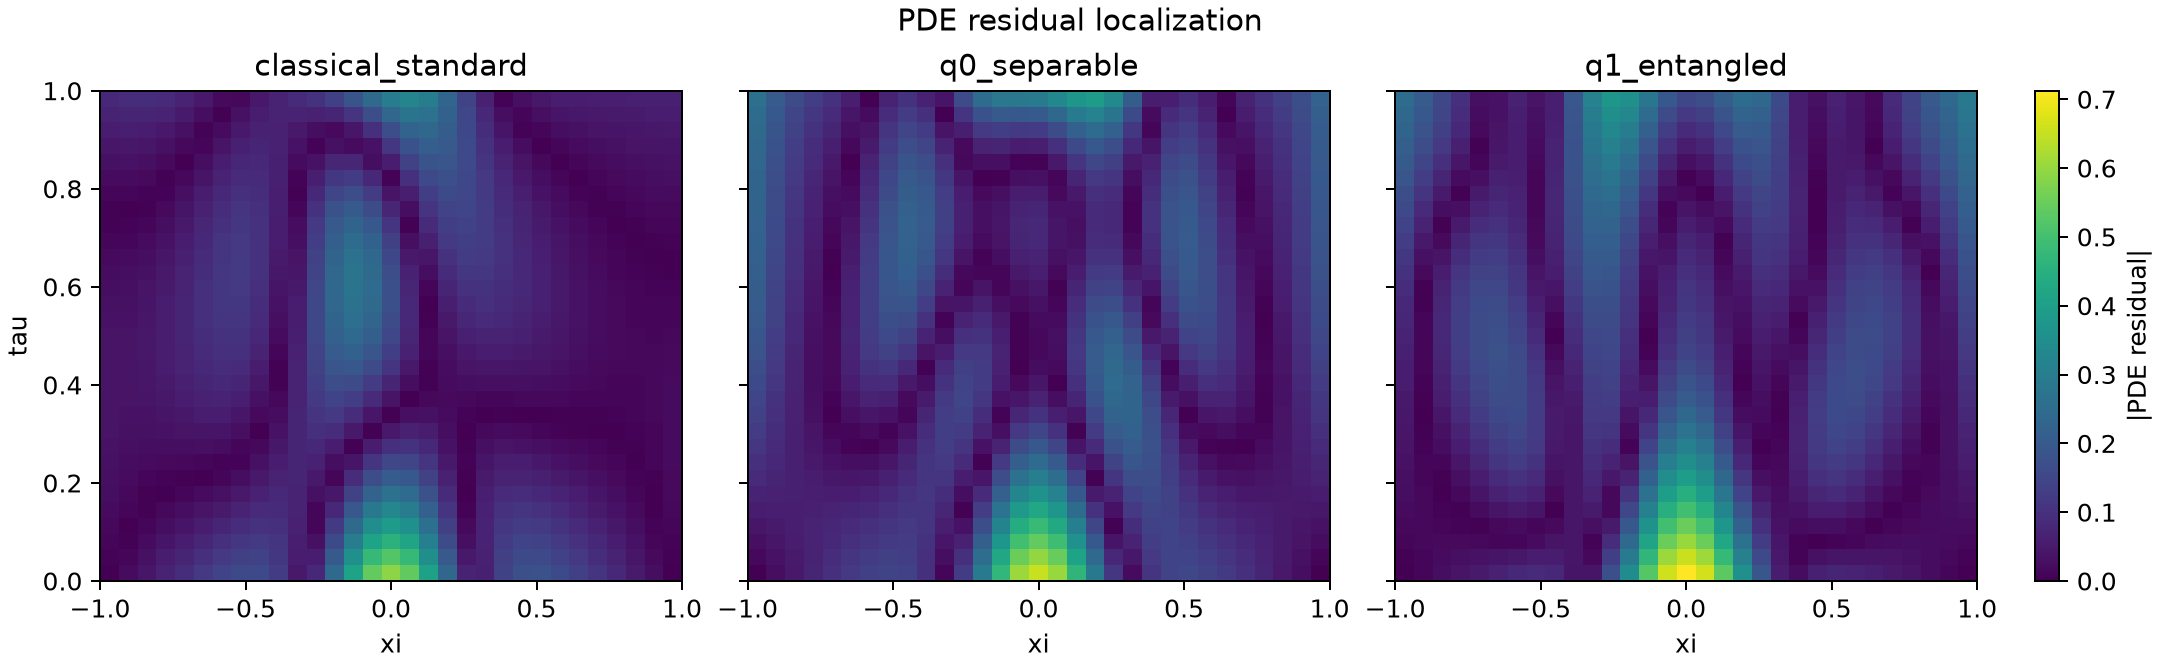 PDE residual localization
classical_standard
q0_separable
q1_entangled
1.0
0.8
0.6
0.4
0.2
0.0
tau
−1.0 −0.5 0.0 0.5 1.0
xi
−1.0 −0.5 0.0 0.5 1.0
xi
−1.0 −0.5 0.0 0.5 1.0
xi
0.7
0.6
0.5
0.4
0.3
0.2
0.1
0.0
|PDE residual|